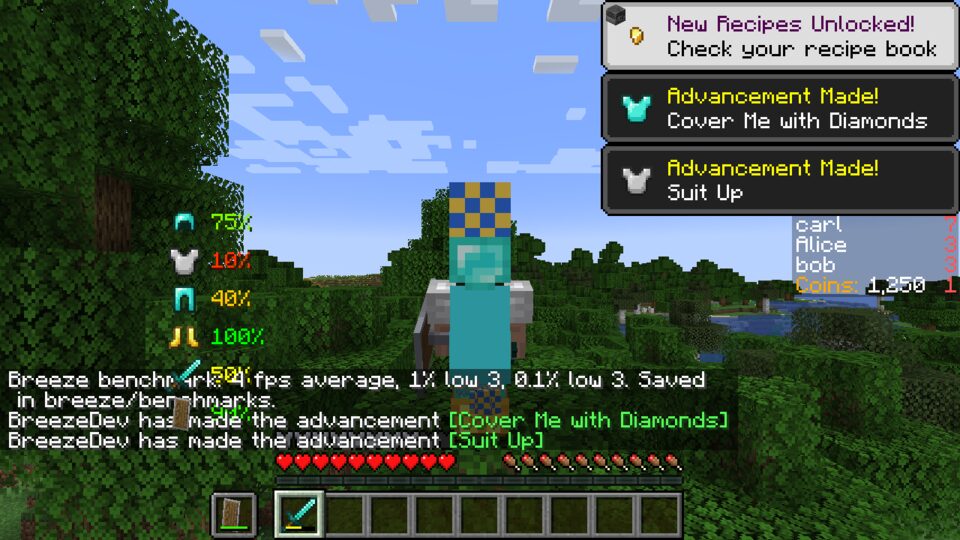 New Recipes Unlocked!
Check your recipe book
Advancement Made!
Cover Me with Diamonds
Advancement Made!
Suit Up
75%
10%
40%
100%
50%
carl
Alice 3
bob
Coins: 1,250 1
Breeze benchmark: 4 fps average, 1% low 3, 0.1% low 3. Saved
in breeze/benchmarks.
BreezeDev has made the advancement [Cover Me with Diamonds]
BreezeDev has made the advancement [Suit Up]